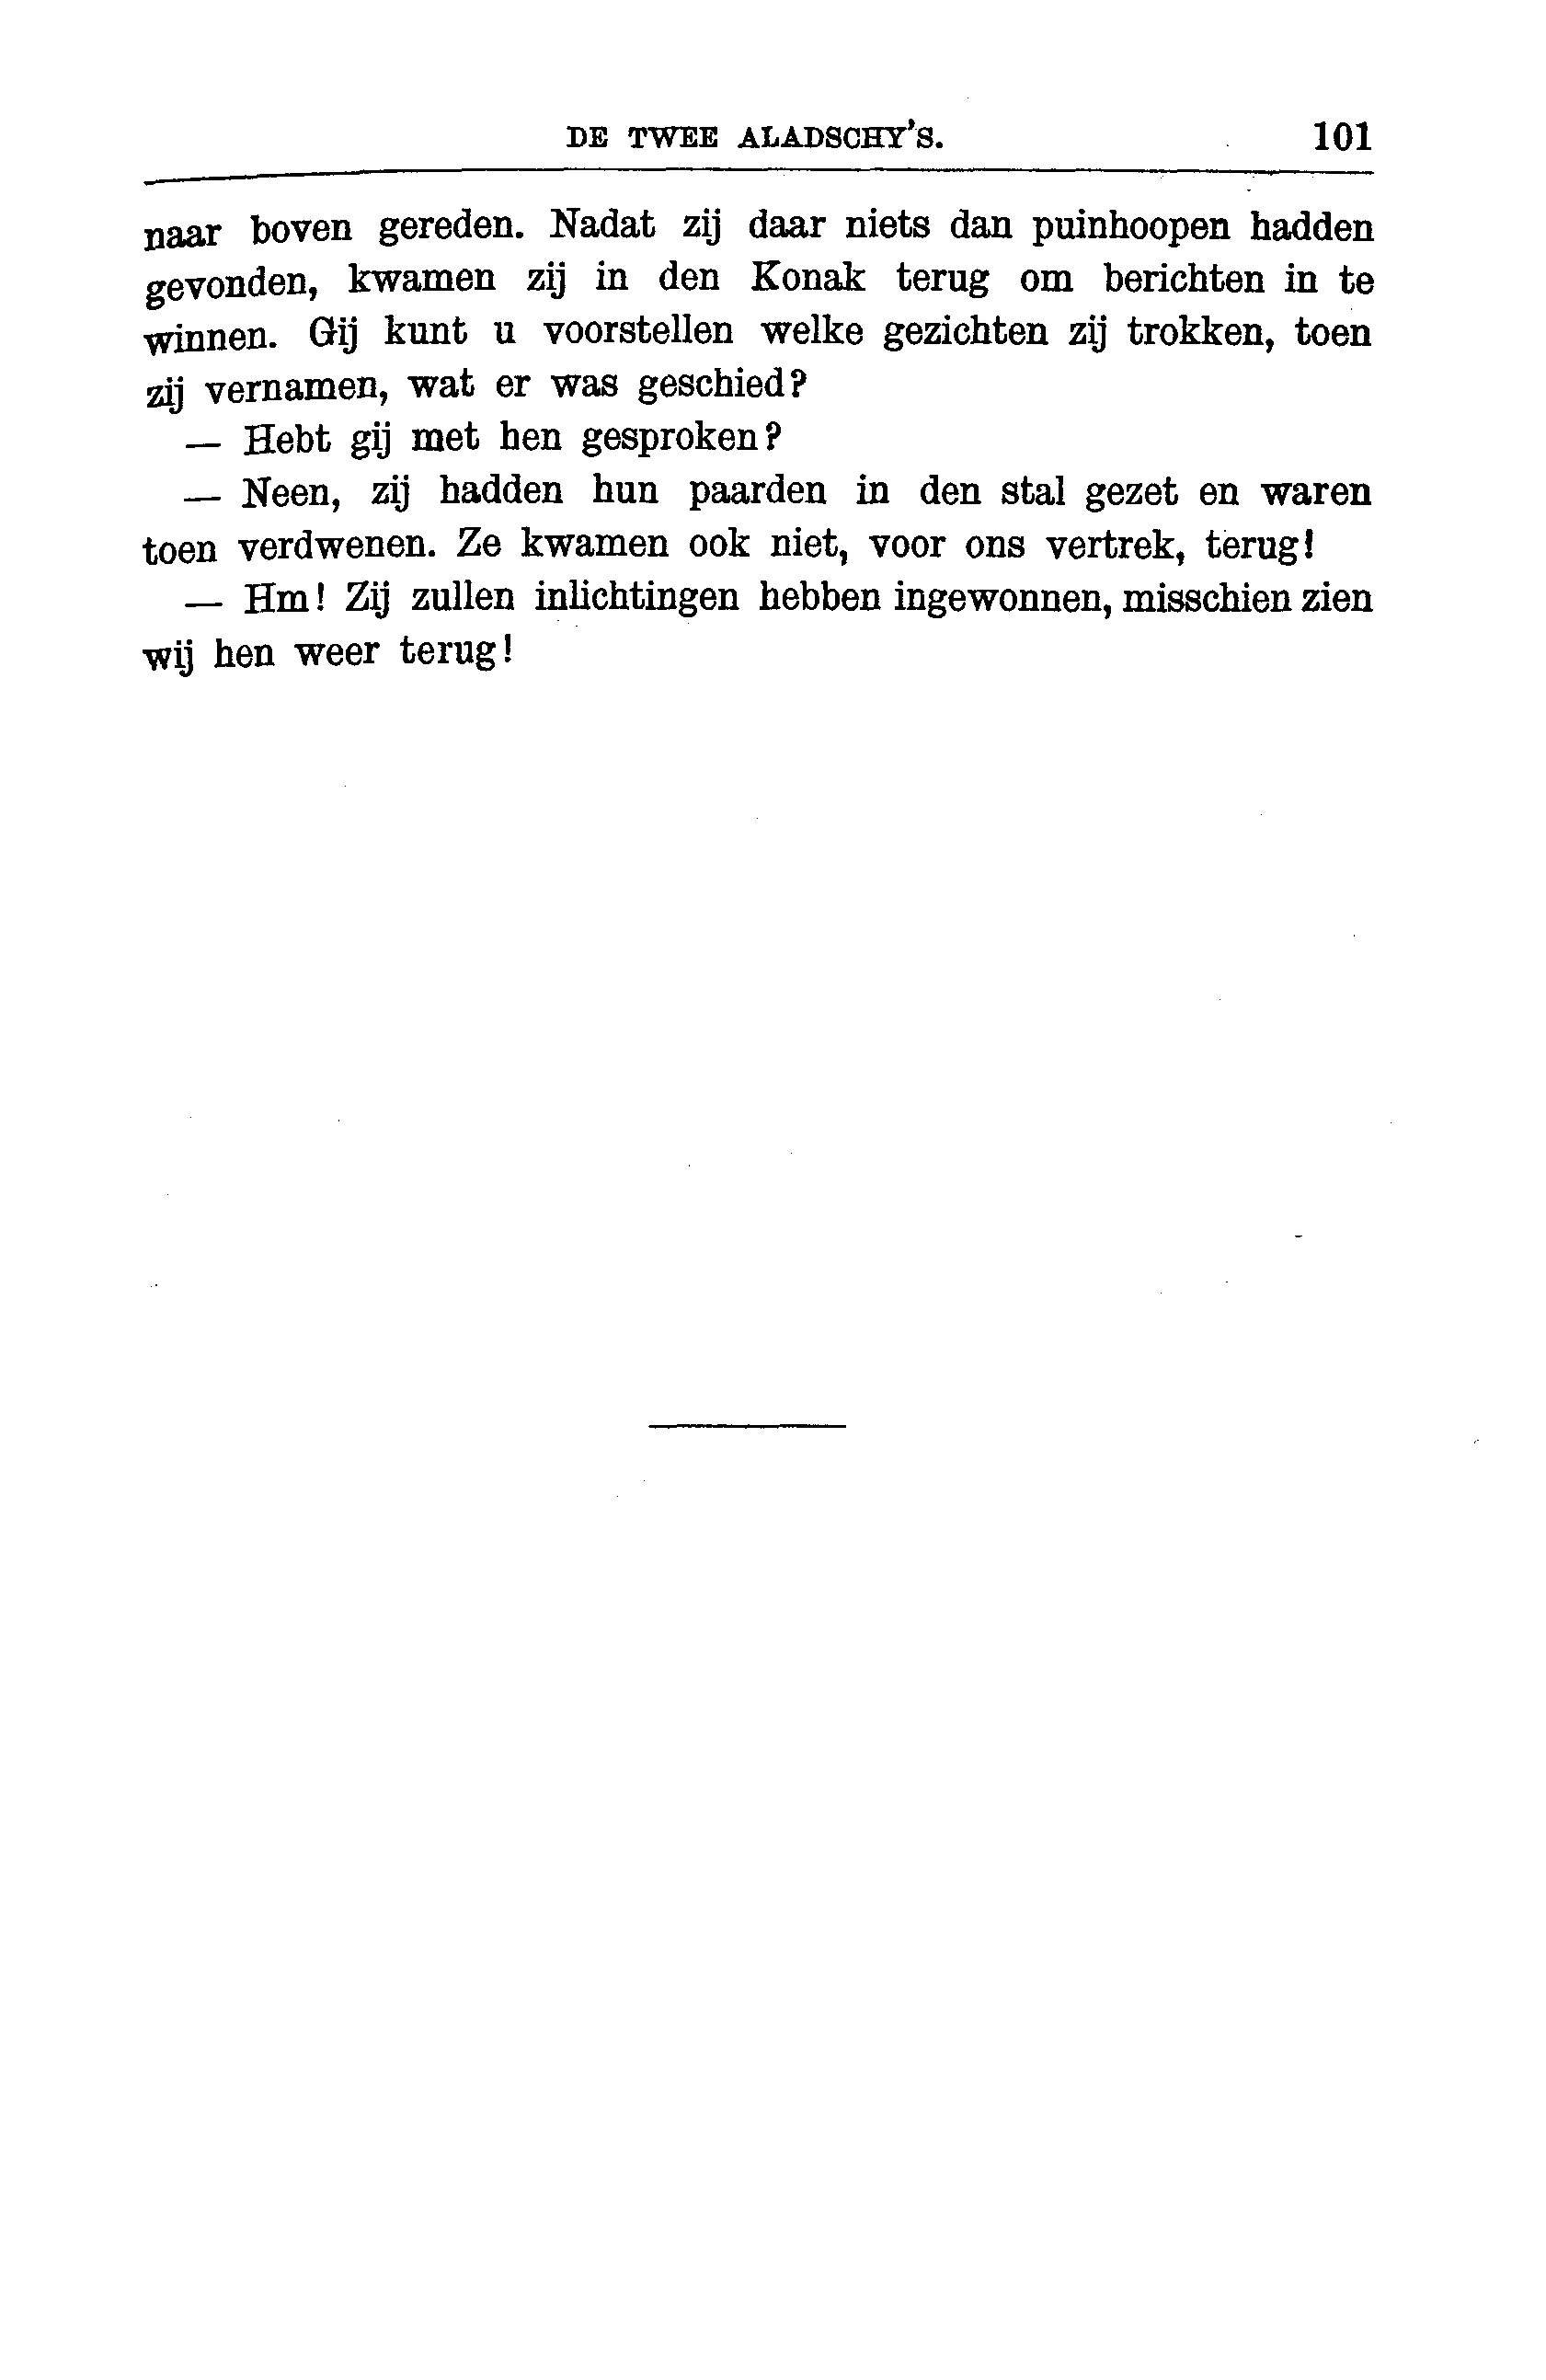 DE TWEE ALADSCHY'S. 101
naar boven gereden. Nadat zij daar niets dan puinhoopen hadden
gevonden, kwamen zij in den Konak terug om berichten in te
winnen. Gij kunt u voorstellen welke gezichten zij trokken, toen
zij vernamen, wat er was geschied?
— Hebt gij met hen gesproken?
— Neen, zij hadden hun paarden in den stal gezet en waren
toen verdwenen. Ze kwamen ook niet, voor ons vertrek, terug!
— Hm! Zij zullen inlichtingen hebben ingewonnen, misschien zien
wij hen weer terug!